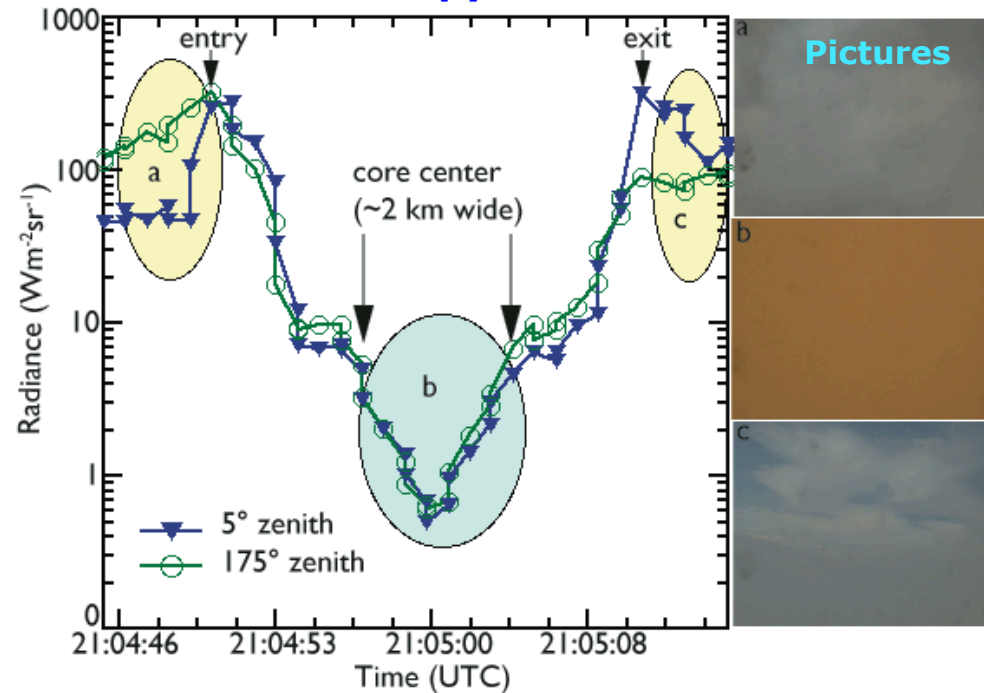 1000
100
10
1
0
Radiance (Wm⁻²sr⁻¹)
entry
exit
a
core center
(~2 km wide)
c
b
5° zenith
175° zenith
21:04:46
21:04:53
21:05:00
21:05:08
Time (UTC)
a
Pictures
b
c